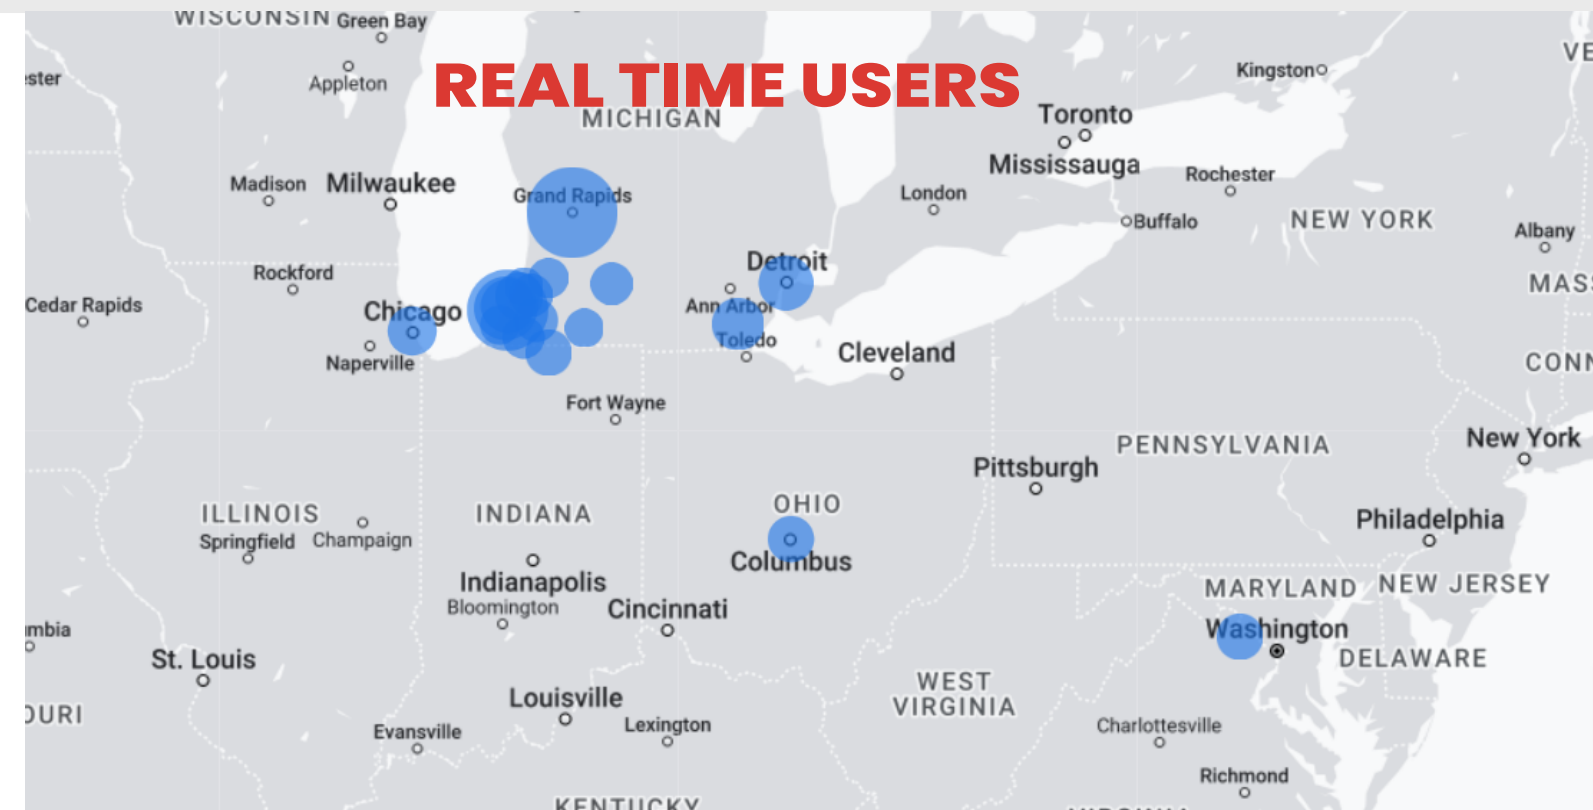 WISCONSIN
Green Bay
Appleton
REAL TIME USERS
MICHIGAN
Kingston
Toronto
Mississauga
Madison
Milwaukee
Grand Rapids
London
Rochester
Buffalo
NEW YORK
Albany
Rockford
Detroit
Cedar Rapids
Chicago
Ann Arbor
Naperville
Toledo
Cleveland
Fort Wayne
New York
Pittsburgh
PENNSYLVANIA
ILLINOIS
Springfield
Champaign
INDIANA
OHIO
Columbus
Philadelphia
Indianapolis
Bloomington
Cincinnati
MARYLAND
NEW JERSEY
Washington
DELAWARE
St. Louis
WEST
VIRGINIA
Louisville
Lexington
Evansville
Charlottesville
Richmond
KENTUCKY